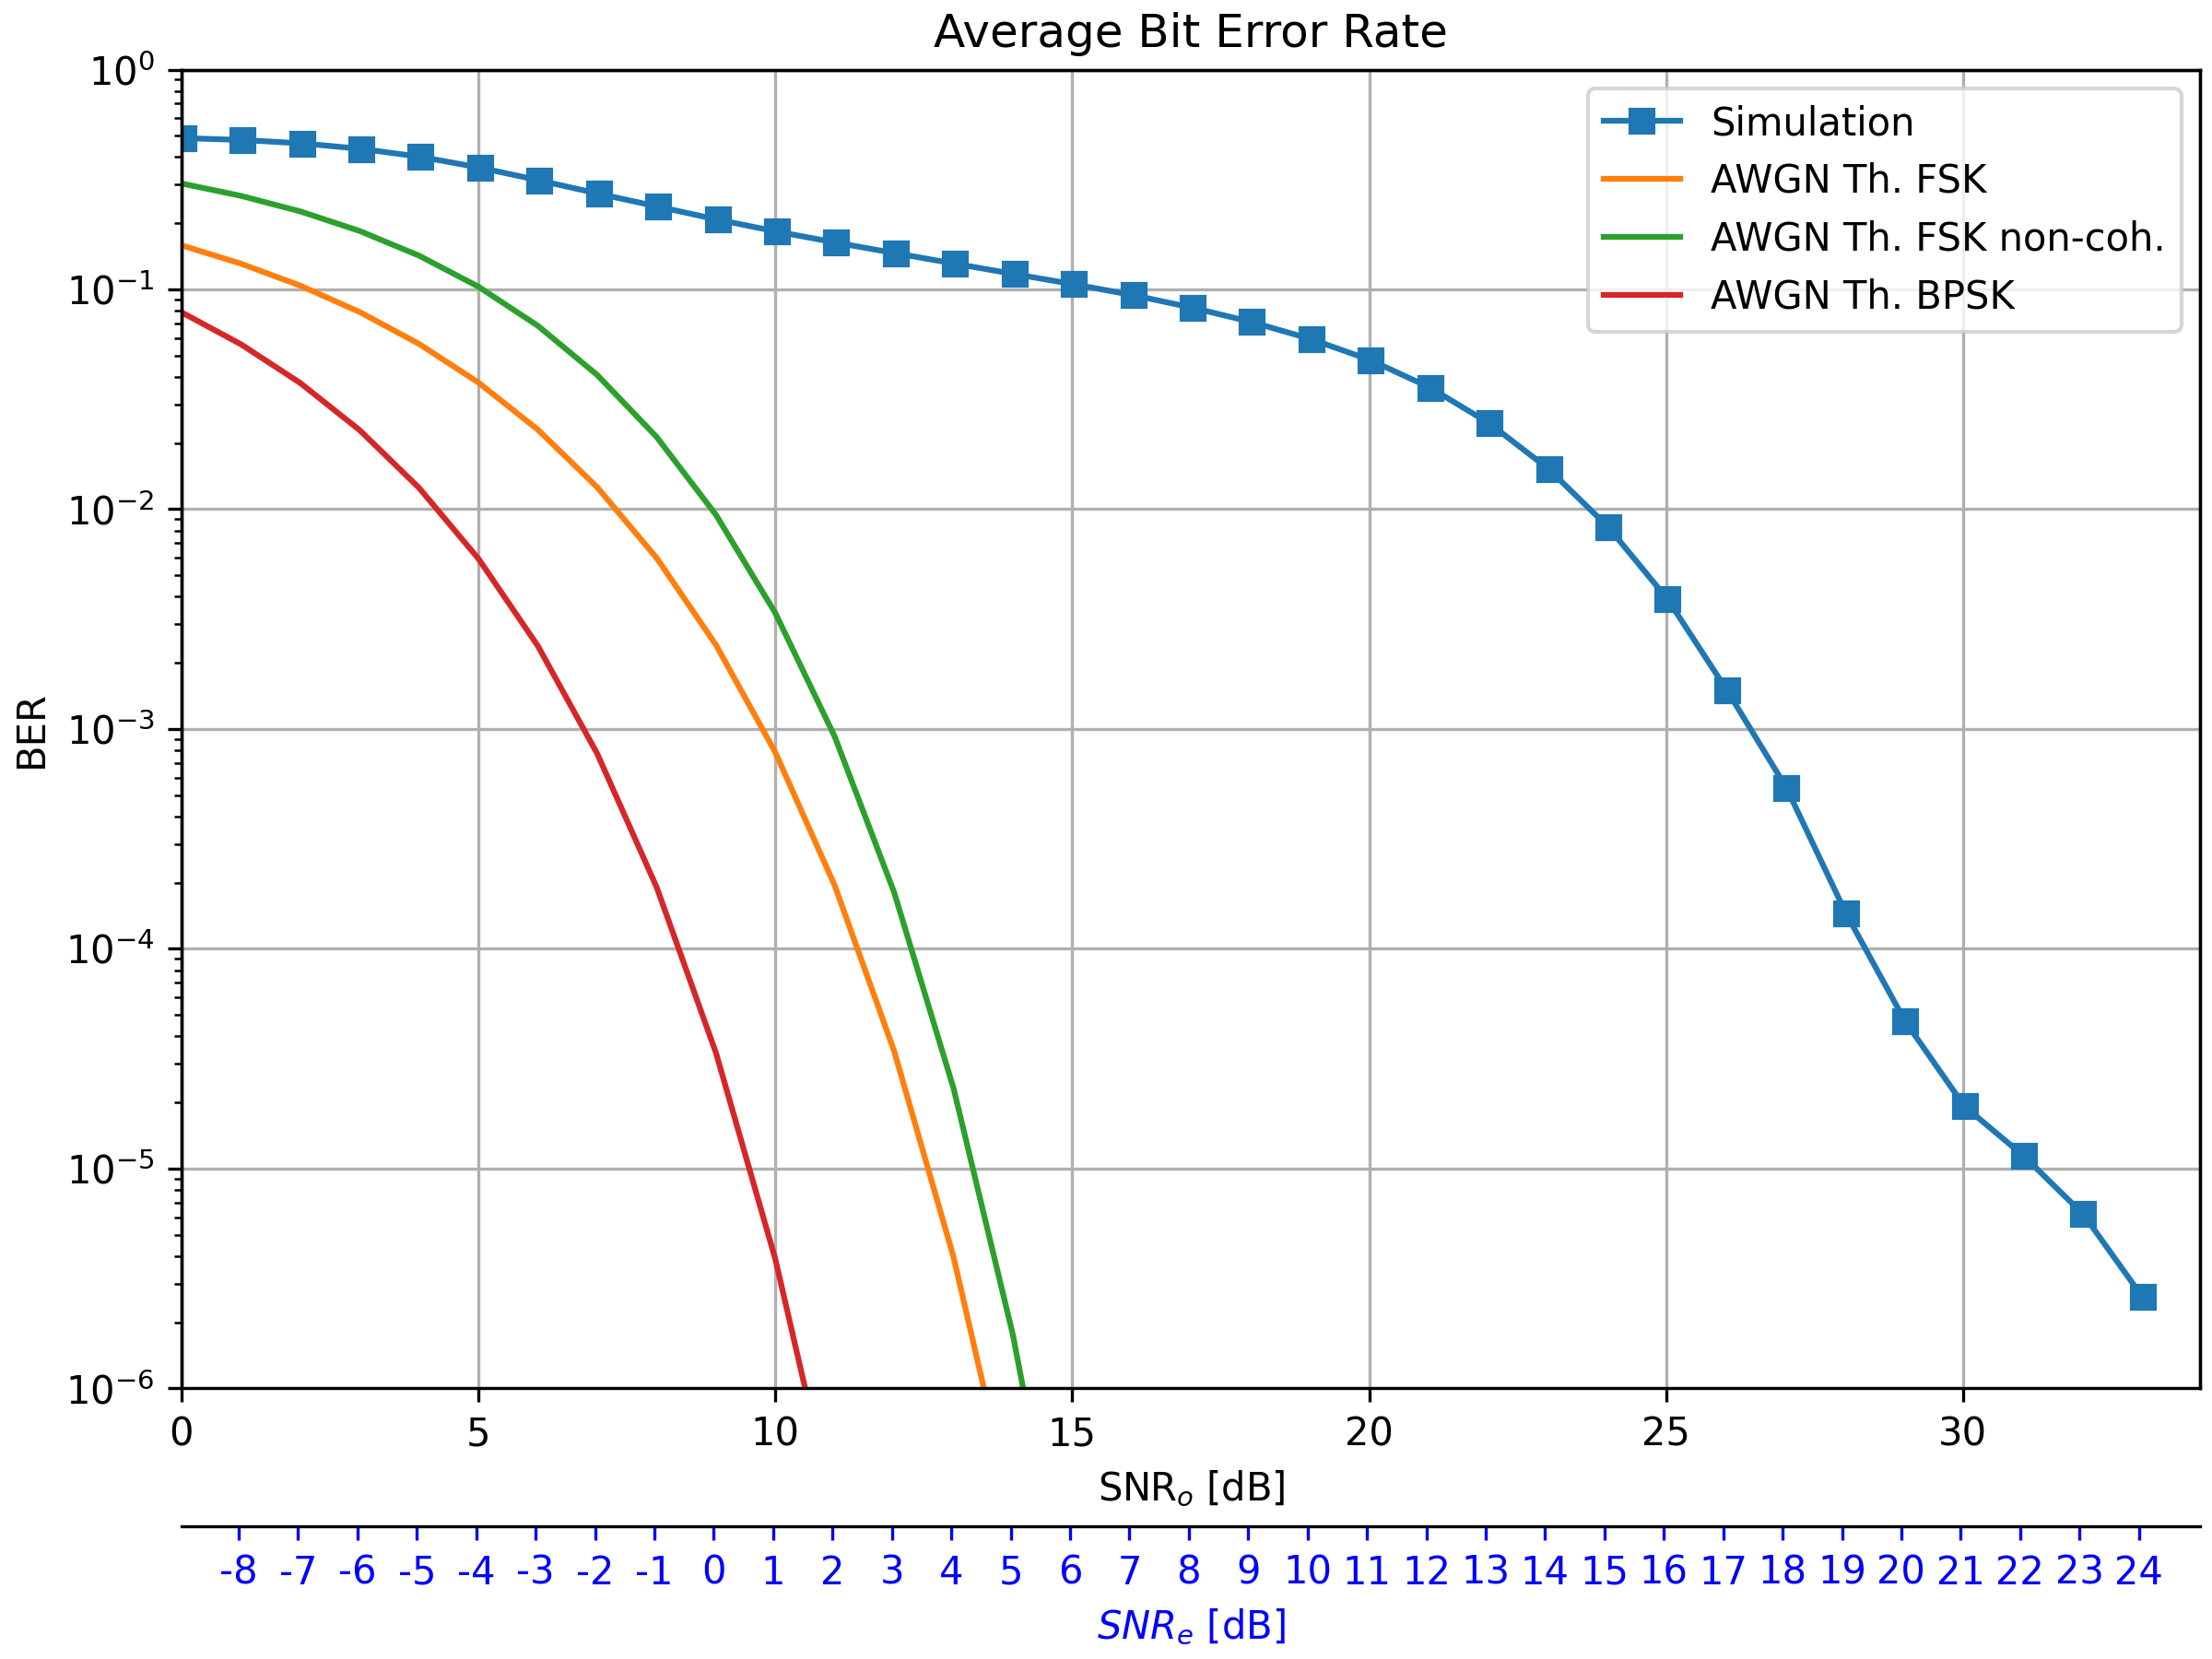 Average Bit Error Rate
Simulation
AWGN Th. FSK
AWGN Th. FSK non-coh.
AWGN Th. BPSK
BER
10⁰
10⁻¹
10⁻²
10⁻³
10⁻⁴
10⁻⁵
10⁻⁶
0 5 10 15 20 25 30
SNRₒ [dB]
-8 -7 -6 -5 -4 -3 -2 -1 0 1 2 3 4 5 6 7 8 9 10 11 12 13 14 15 16 17 18 19 20 21 22 23 24
SNRₑ [dB]